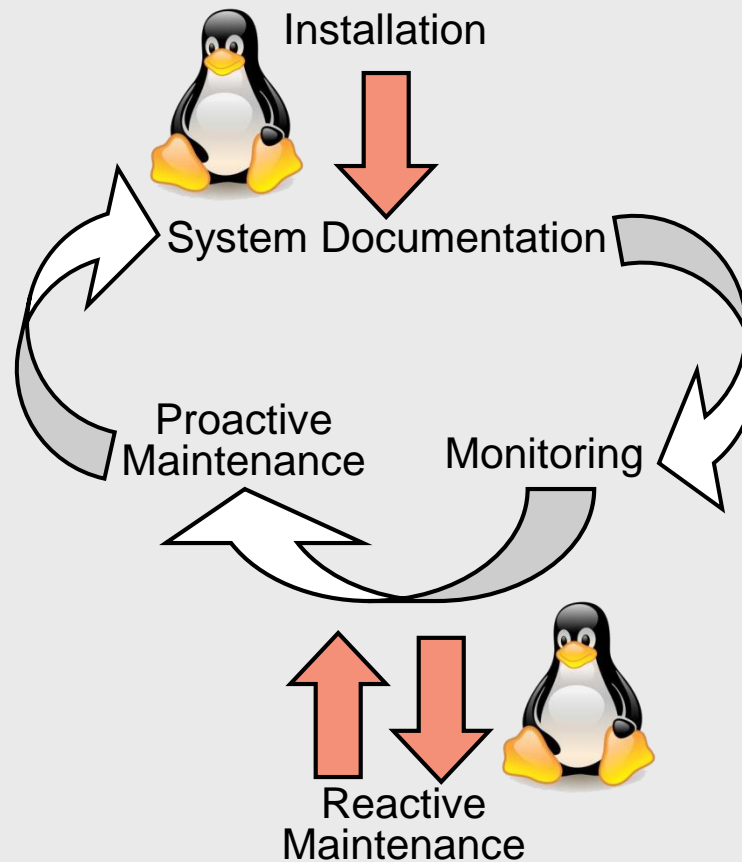 Installation
System Documentation
Proactive
Maintenance
Monitoring
Reactive
Maintenance